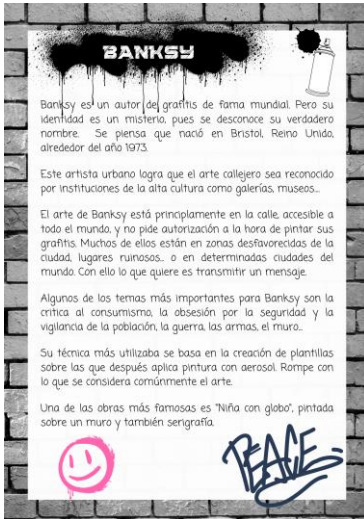 BANKSY
Banksy es un autor de grafitis de fama mundial. Pero su
identidad es un misterio, pues se desconoce su verdadero
nombre. Se piensa que nació en Bristol, Reino Unido,
alrededor del año 1973.
Este artista urbano logra que el arte callejero sea reconocido
por instituciones de la alta cultura como galerías, museos...
El arte de Banksy está principlamente en la calle, accesible a
todo el mundo, y no pide autorización a la hora de pintar sus
grafitis. Muchos de ellos están en zonas desfavorecidas de la
ciudad, lugares ruinosos... o en determinadas ciudades del
mundo. Con ello lo que quiere es transmitir un mensaje.
Algunos de los temas más importantes para Banksy son la
crítica al consumismo, la obsesión por la seguridad y la
vigilancia de la población, la guerra, las armas, el muro...
Su técnica más utilizaba se basa en la creación de plantillas
sobre las que después aplica pintura con aerosol. Rompe con
lo que se considera comúnmente el arte.
Una de las obras más famosas es "Niña con globo", pintada
sobre un muro y también serigrafía.
PEACE